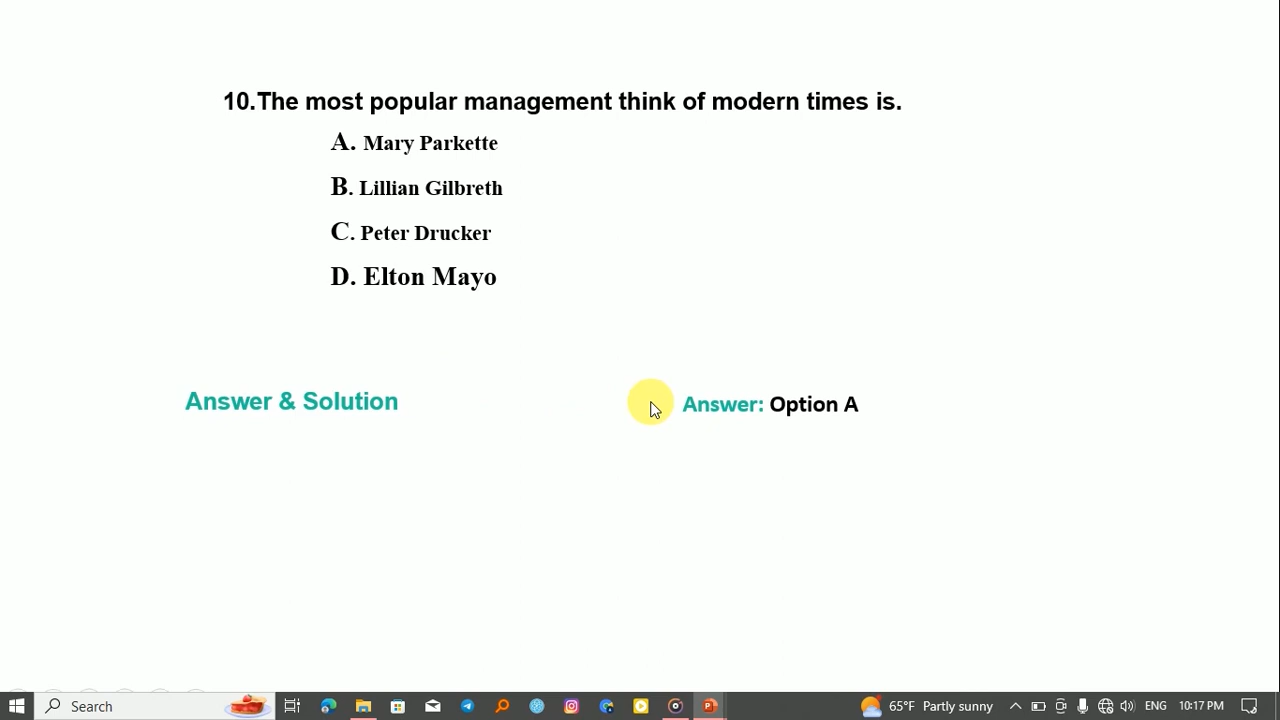 10.The most popular management think of modern times is.
A. Mary Parkette
B. Lillian Gilbreth
C. Peter Drucker
D. Elton Mayo
Answer & Solution
Answer: Option A
Search
65°F Partly sunny
ENG
10:17 PM